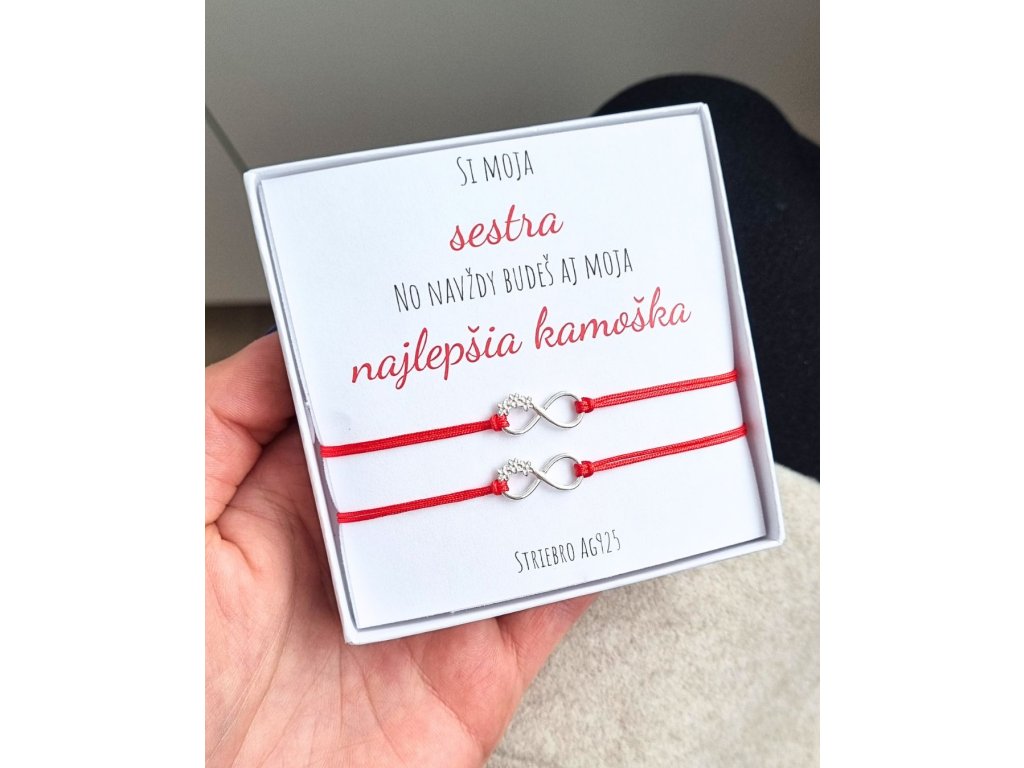 Si moja
sestra
No navždy budeš aj moja
najlepšia kamoška
Striebro Ag925